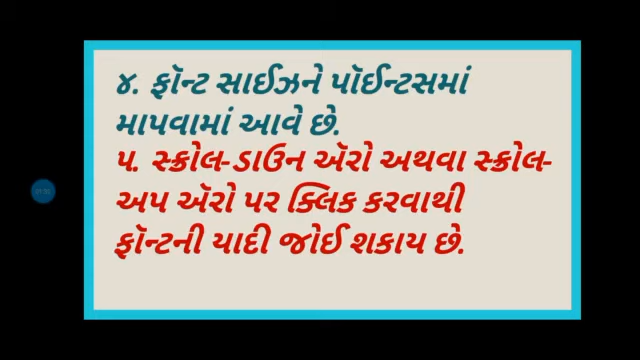 ૪. ફૉન્ટ સાઈઝને પૉઈન્ટસમાં
માપવામાં આવે છે.
૫. સ્ક્રોલ-ડાઉન ઍરો અથવા સ્ક્રોલ-
અપ ઍરો પર ક્લિક કરવાથી
ફૉન્ટની યાદી જોઈ શકાય છે.